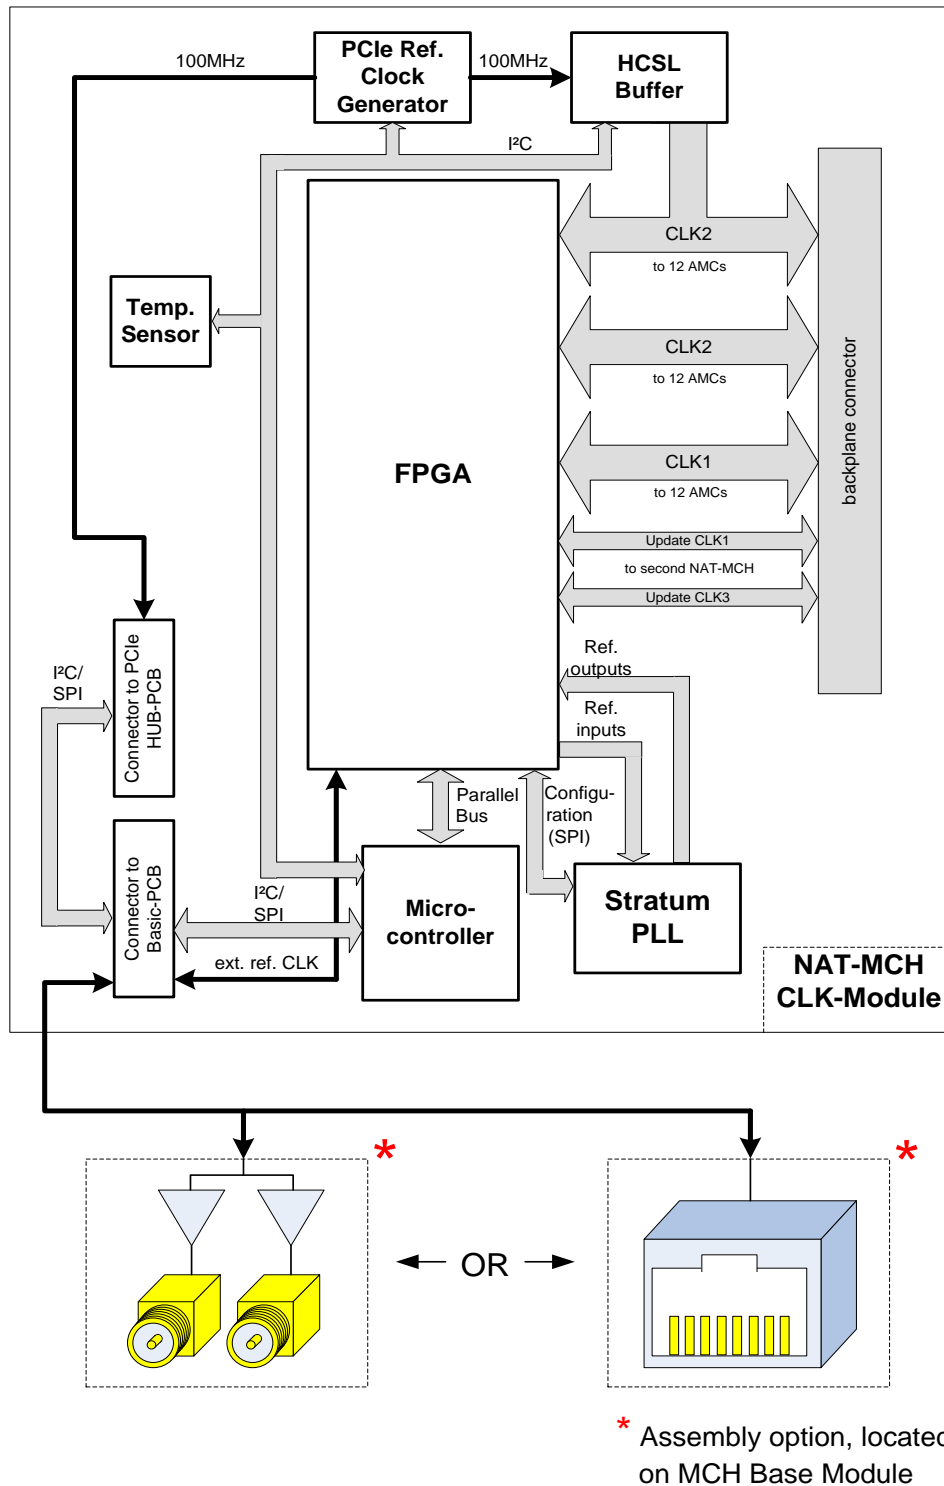 PCIe Ref.
Clock
Generator
100MHz
100MHz
HCSL
Buffer
I²C
CLK2
to 12 AMCs
Temp.
Sensor
CLK2
to 12 AMCs
FPGA
CLK1
to 12 AMCs
backplane connector
Update CLK1
to second NAT-MCH
Update CLK3
Ref.
outputs
Ref.
inputs
I²C/
SPI
Connector to PCIe
HUB-PCB
Parallel
Bus
Configu-
ration
(SPI)
Connector to
Basic-PCB
I²C/
SPI
Micro-
controller
Stratum
PLL
ext. ref. CLK
NAT-MCH
CLK-Module
*
*
OR
* Assembly option, located
on MCH Base Module